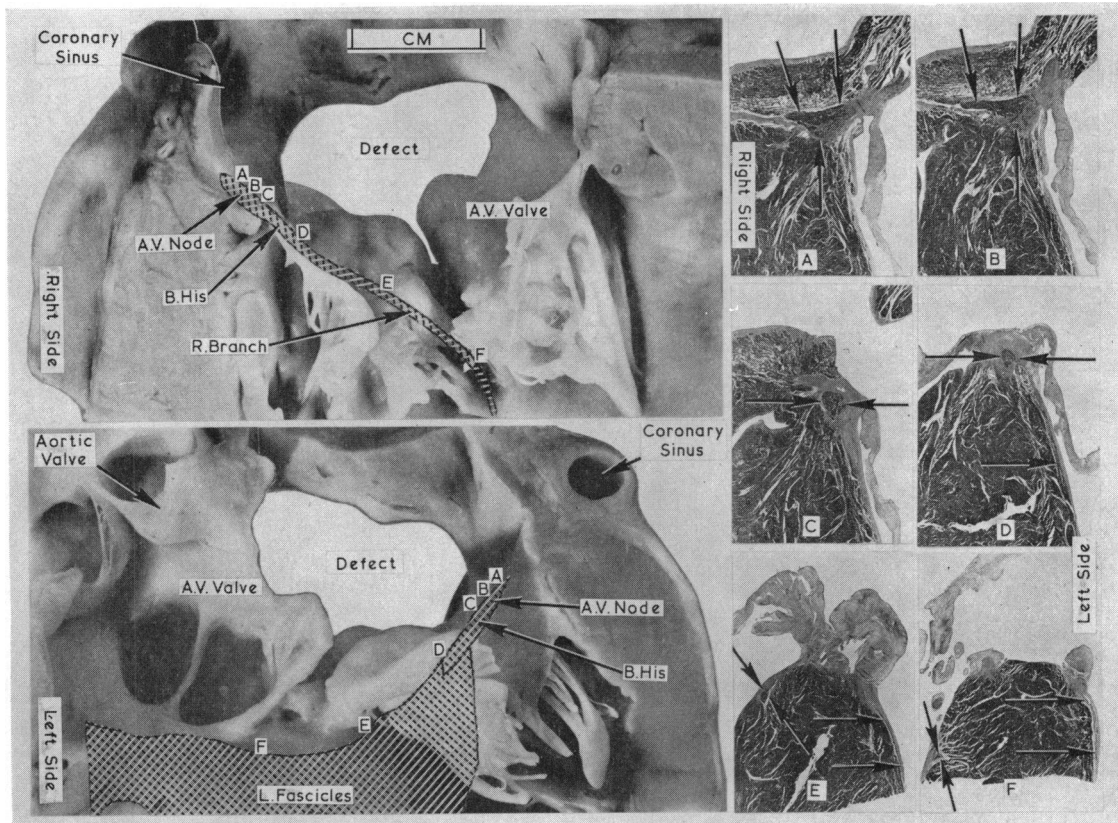 Coronary
Sinus
CM
Defect
A
B
C
A.V. Node
D
A.V. Valve
B.His
E
R.Branch
F
Right Side
Aortic
Valve
Coronary
Sinus
Defect
A.V. Valve
A
B
C
A.V. Node
D
B.His
E
F
Left Side
L.Fascicles
Right Side
A
B
C
D
Left Side
E
F